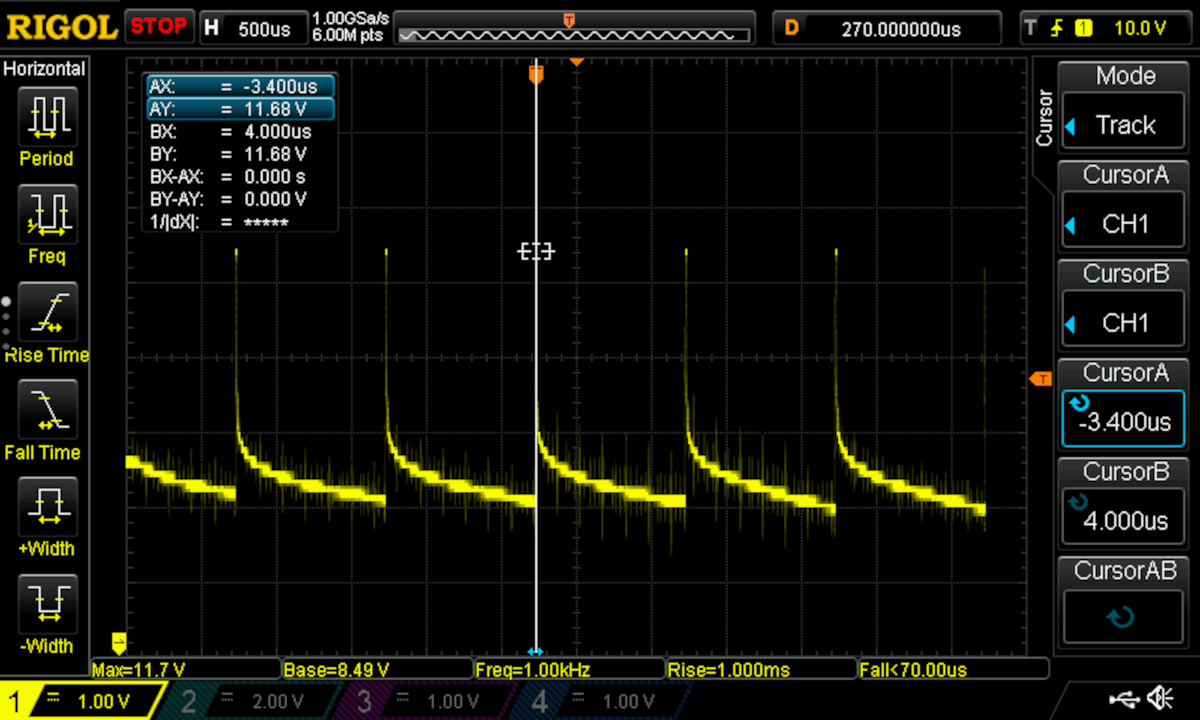 RIGOL STOP H 500us 1.00GSa/s 6.00M pts D 270.000000us T 1 10.0 V
Horizontal
Period
Freq
Rise Time
Fall Time
+Width
-Width
AX: = -3.400us
AY: = 11.68 V
BX: = 4.000us
BY: = 11.68 V
BX-AX: = 0.000 s
BY-AY: = 0.000 V
1/|dX|: = *****
T
T
Cursor
Mode
Track
CursorA
CH1
CursorB
CH1
CursorA
-3.400us
CursorB
4.000us
CursorAB
Max=11.7 V Base=8.49 V Freq=1.00kHz Rise=1.000ms Fall<70.00us
1 = 1.00 V 2 = 2.00 V 3 = 1.00 V 4 = 1.00 V